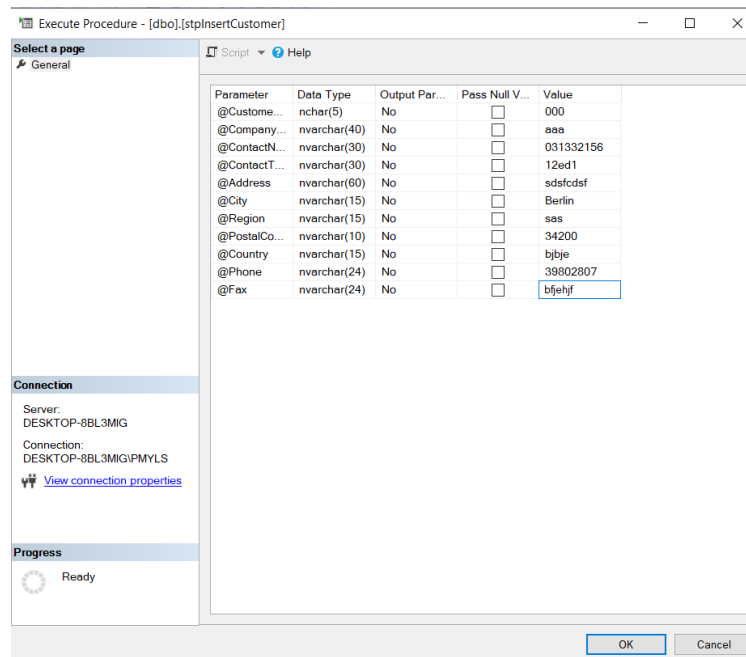 Execute Procedure - [dbo].[stpInsertCustomer]
Select a page
General
Script Help
Parameter Data Type Output Par... Pass Null V... Value
@Custome... nchar(5) No 000
@Company... nvarchar(40) No aaa
@ContactN... nvarchar(30) No 031332156
@ContactT... nvarchar(30) No 12ed1
@Address nvarchar(60) No sdsfcdsf
@City nvarchar(15) No Berlin
@Region nvarchar(15) No sas
@PostalCo... nvarchar(10) No 34200
@Country nvarchar(15) No bjbje
@Phone nvarchar(24) No 39802807
@Fax nvarchar(24) No bfjehjf
Connection
Server:
DESKTOP-8BL3MIG
Connection:
DESKTOP-8BL3MIG\PMYLS
View connection properties
Progress
Ready
OK Cancel